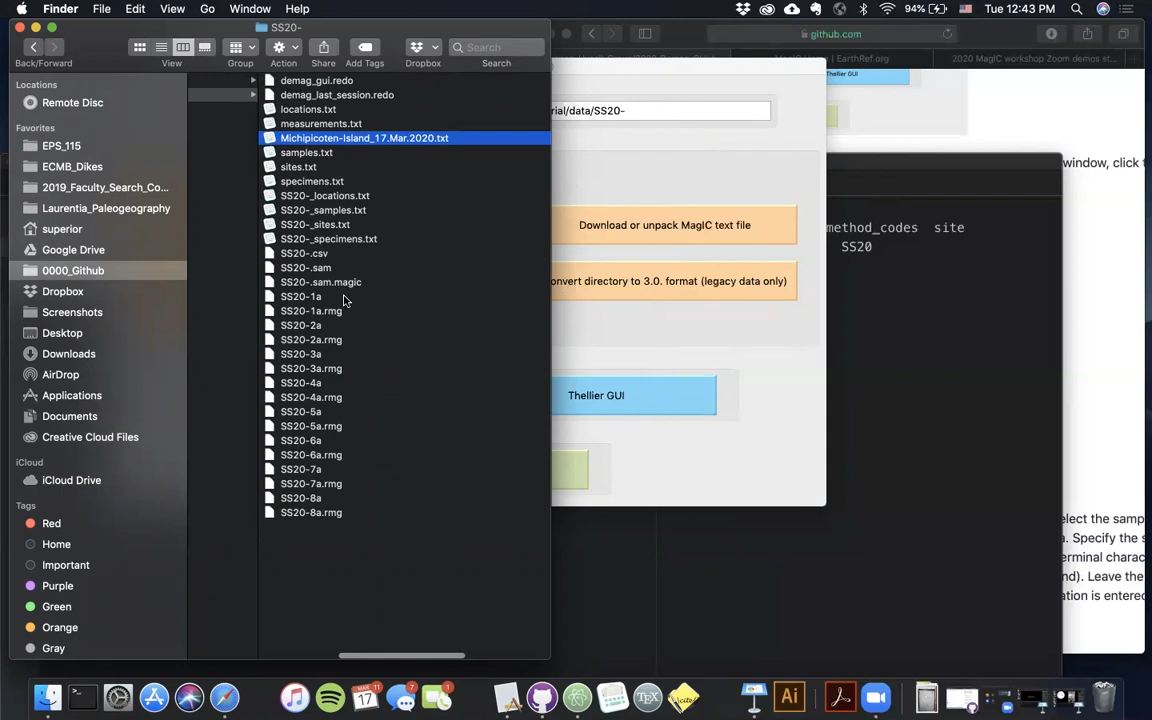 Finder File Edit View Go Window Help 94% Tue 12:43 PM
SS20-
Back/Forward View Group Action Share Add Tags Dropbox Search
Search
github.com
EarthRef.org 2020 MagIC workshop Zoom demos st...
Locations
Remote Disc
Favorites
EPS_115
ECMB_Dikes
2019_Faculty_Search_Co...
Laurentia_Paleogeography
superior
Google Drive
0000_Github
Dropbox
Screenshots
Desktop
Downloads
AirDrop
Applications
Documents
Creative Cloud Files
iCloud
iCloud Drive
Tags
Red
Home
Important
Purple
Green
Orange
Gray
demag_gui.redo
demag_last_session.redo
locations.txt
measurements.txt
Michipicoten-Island_17.Mar.2020.txt
samples.txt
sites.txt
specimens.txt
SS20-_locations.txt
SS20-_samples.txt
SS20-_sites.txt
SS20-_specimens.txt
SS20-.csv
SS20-.sam
SS20-.sam.magic
SS20-1a
SS20-1a.rmg
SS20-2a
SS20-2a.rmg
SS20-3a
SS20-3a.rmg
SS20-4a
SS20-4a.rmg
SS20-5a
SS20-5a.rmg
SS20-6a
SS20-6a.rmg
SS20-7a
SS20-7a.rmg
SS20-8a
SS20-8a.rmg
rial/data/SS20-
Download or unpack MagIC text file
onvert directory to 3.0. format (legacy data only)
Thellier GUI
Thellier GUI
window, click t
method_codes site
SS20
elect the samp
a. Specify the s
erminal charac
nd). Leave the
ation is entered